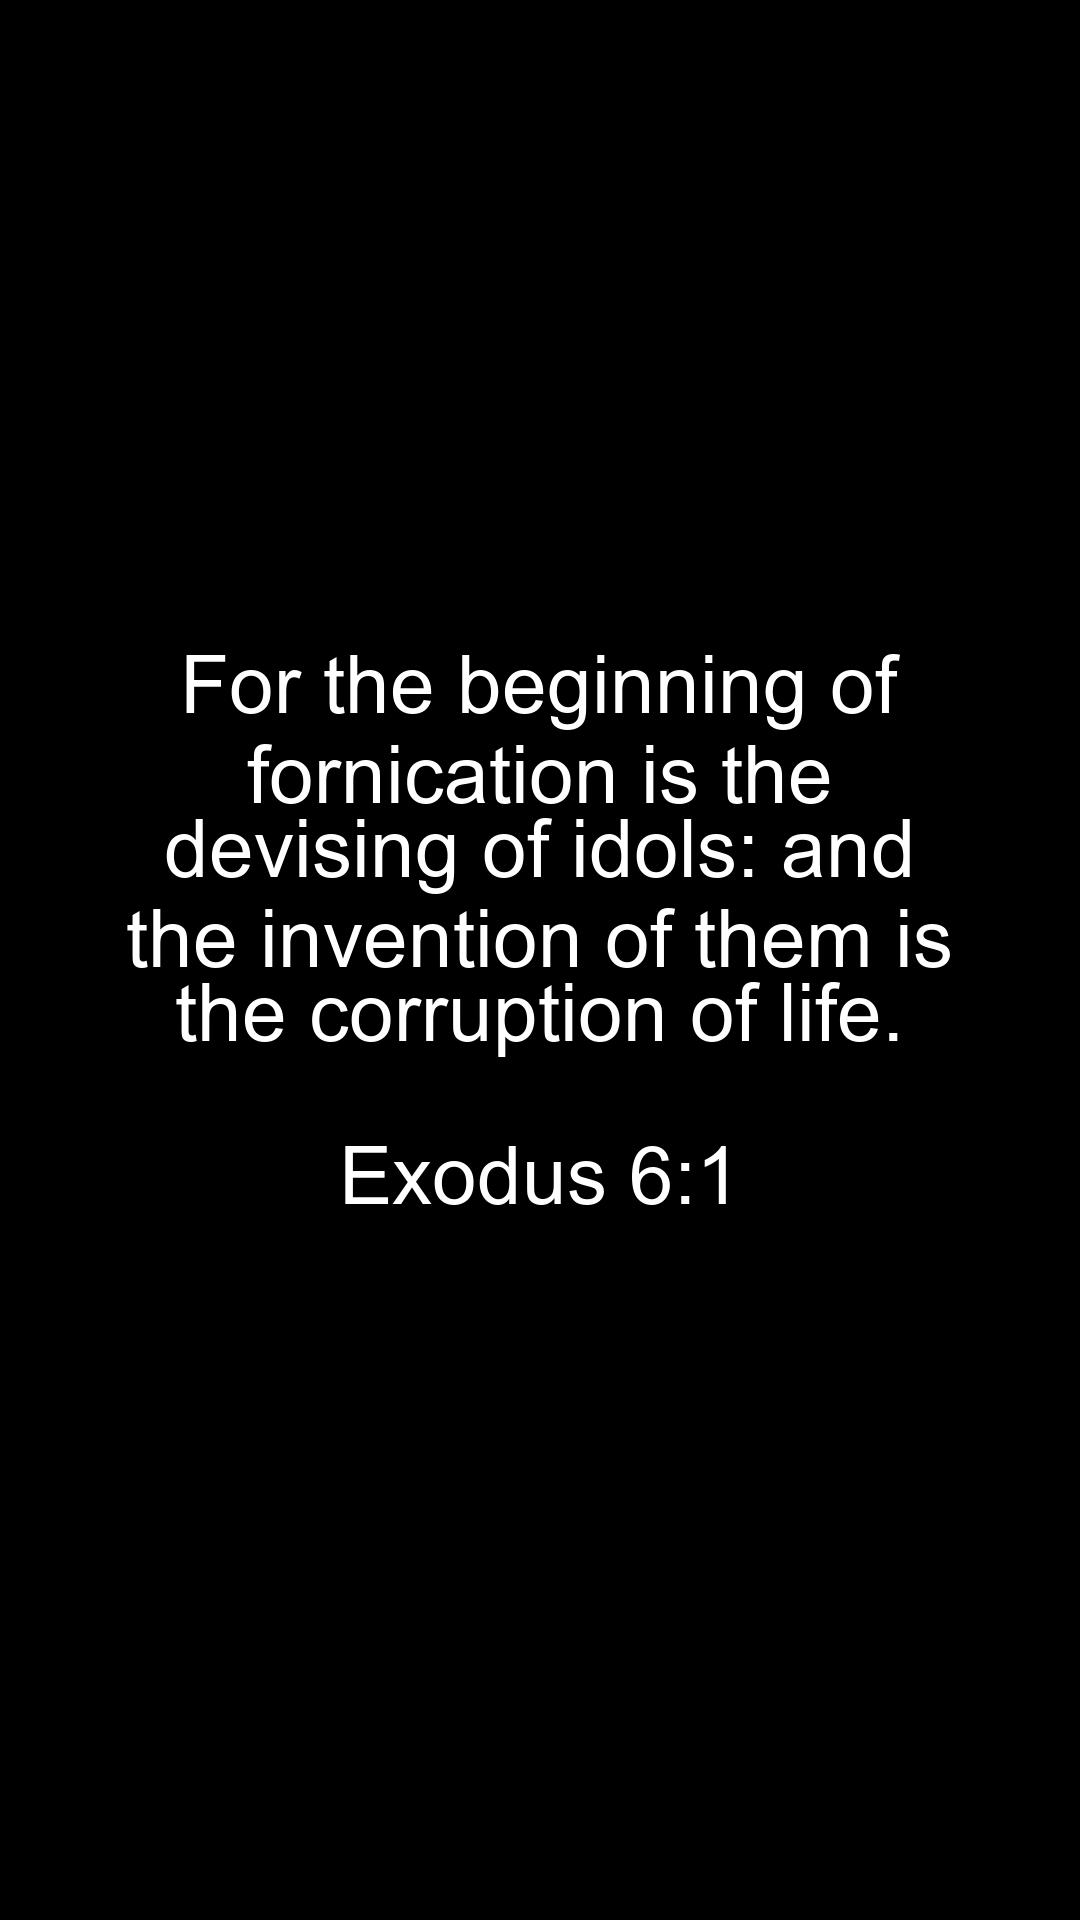 For the beginning of
fornication is the
devising of idols: and
the invention of them is
the corruption of life.
Exodus 6:1